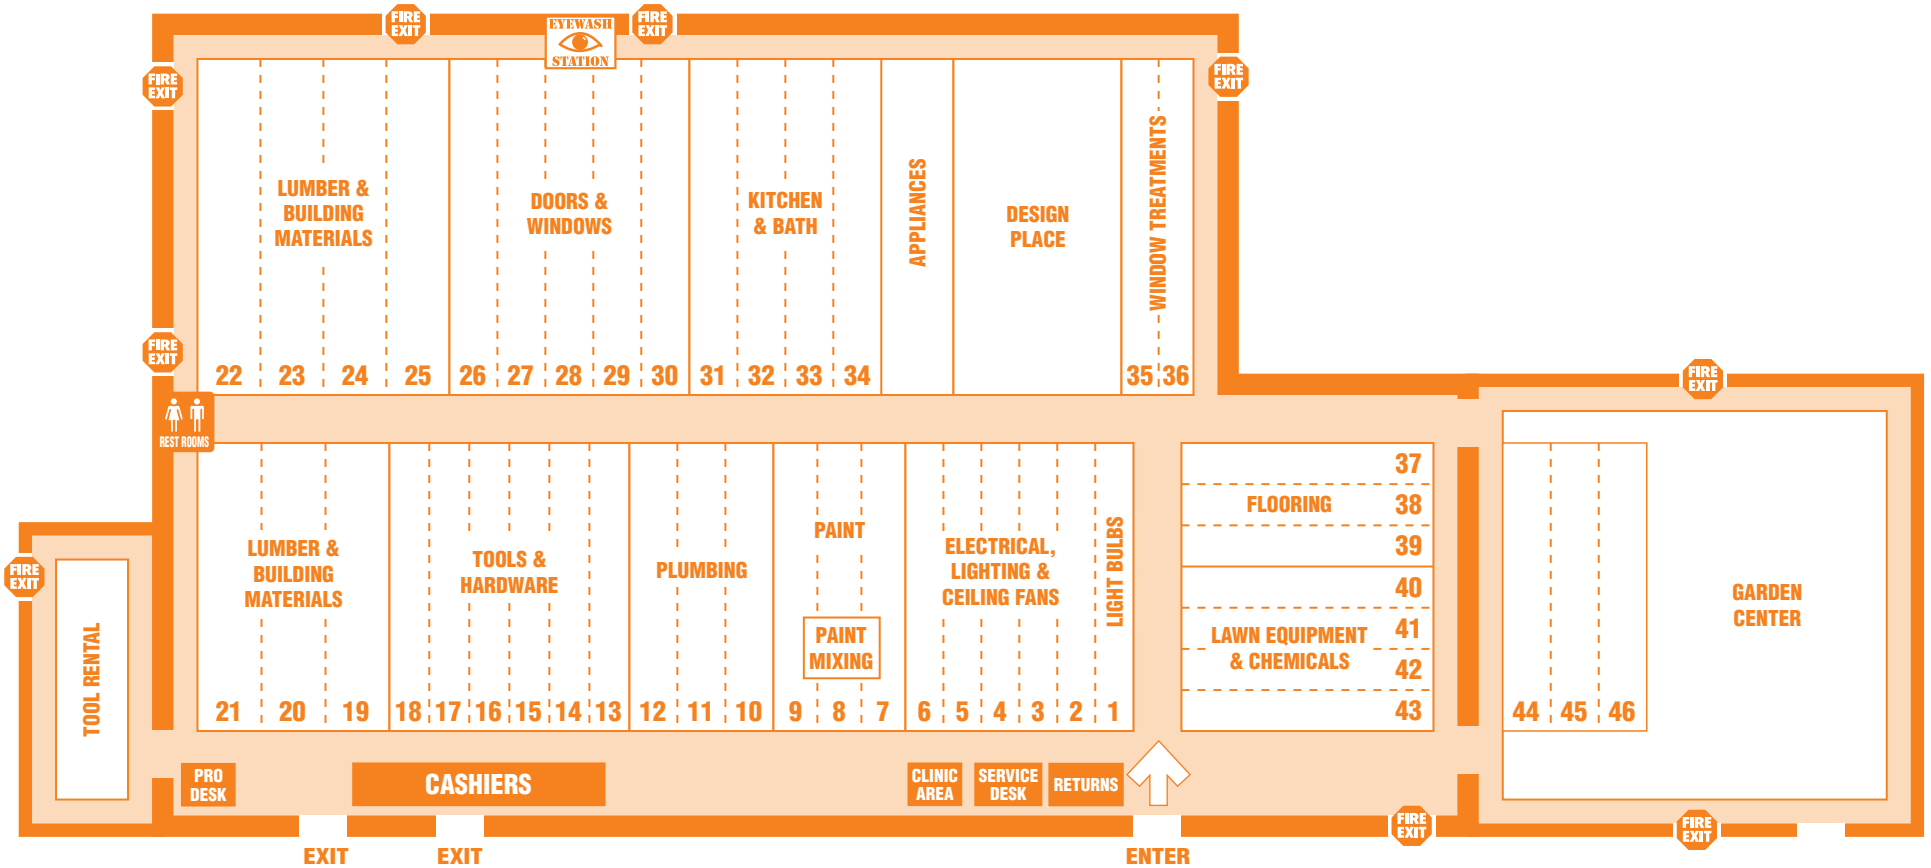 FIRE
EXIT
EYEWASH
STATION
FIRE
EXIT
FIRE
EXIT
FIRE
EXIT
LUMBER &
BUILDING
MATERIALS
DOORS &
WINDOWS
KITCHEN
& BATH
APPLIANCES
DESIGN
PLACE
WINDOW TREATMENTS
FIRE
EXIT
22 23 24 25 26 27 28 29 30 31 32 33 34 35 36
FIRE
EXIT
REST ROOMS
37
FLOORING 38
39
40
LAWN EQUIPMENT
& CHEMICALS
41
42
43
FIRE
EXIT
TOOL RENTAL
LUMBER &
BUILDING
MATERIALS
TOOLS &
HARDWARE
PLUMBING
PAINT
PAINT
MIXING
ELECTRICAL,
LIGHTING &
CEILING FANS
LIGHT BULBS
GARDEN
CENTER
21 20 19 18 17 16 15 14 13 12 11 10 9 8 7 6 5 4 3 2 1
44 45 46
PRO
DESK
CASHIERS
CLINIC
AREA
SERVICE
DESK
RETURNS
FIRE
EXIT
FIRE
EXIT
EXIT
EXIT
ENTER